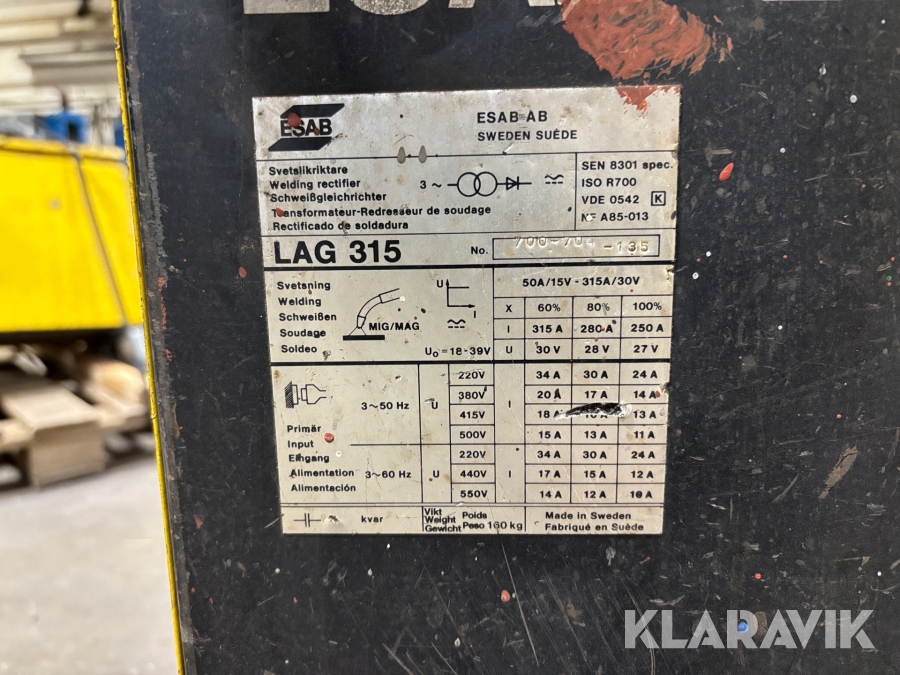 ESAB
ESAB AB
SWEDEN SUÈDE
Svetslikriktare
Welding rectifier
Schweißgleichrichter
Transformateur-Redresseur de soudage
Rectificado de soldadura
3 ~
SEN 8301 spec.
ISO R700
VDE 0542 K
NF A85-013
LAG 315
No. 700-704 -135
Svetsning
Welding
Schweißen
Soudage
Soldeo
MIG/MAG
U
I
U₀=18-39V
50A/15V - 315A/30V
X 60% 80% 100%
I 315 A 280 A 250 A
U 30 V 28 V 27 V
Primär
Input
Eingang
Alimentation
Alimentación
3~50 Hz U I
220V 34 A 30 A 24 A
380V 20 A 17 A 14 A
415V 18 A 13 A
500V 15 A 13 A 11 A
3~60 Hz U I
220V 34 A 30 A 24 A
440V 17 A 15 A 12 A
550V 14 A 12 A 10 A
kvar
Vikt Poids
Weight Peso 160 kg
Gewicht
Made in Sweden
Fabriqué en Suède
KLARAVIK